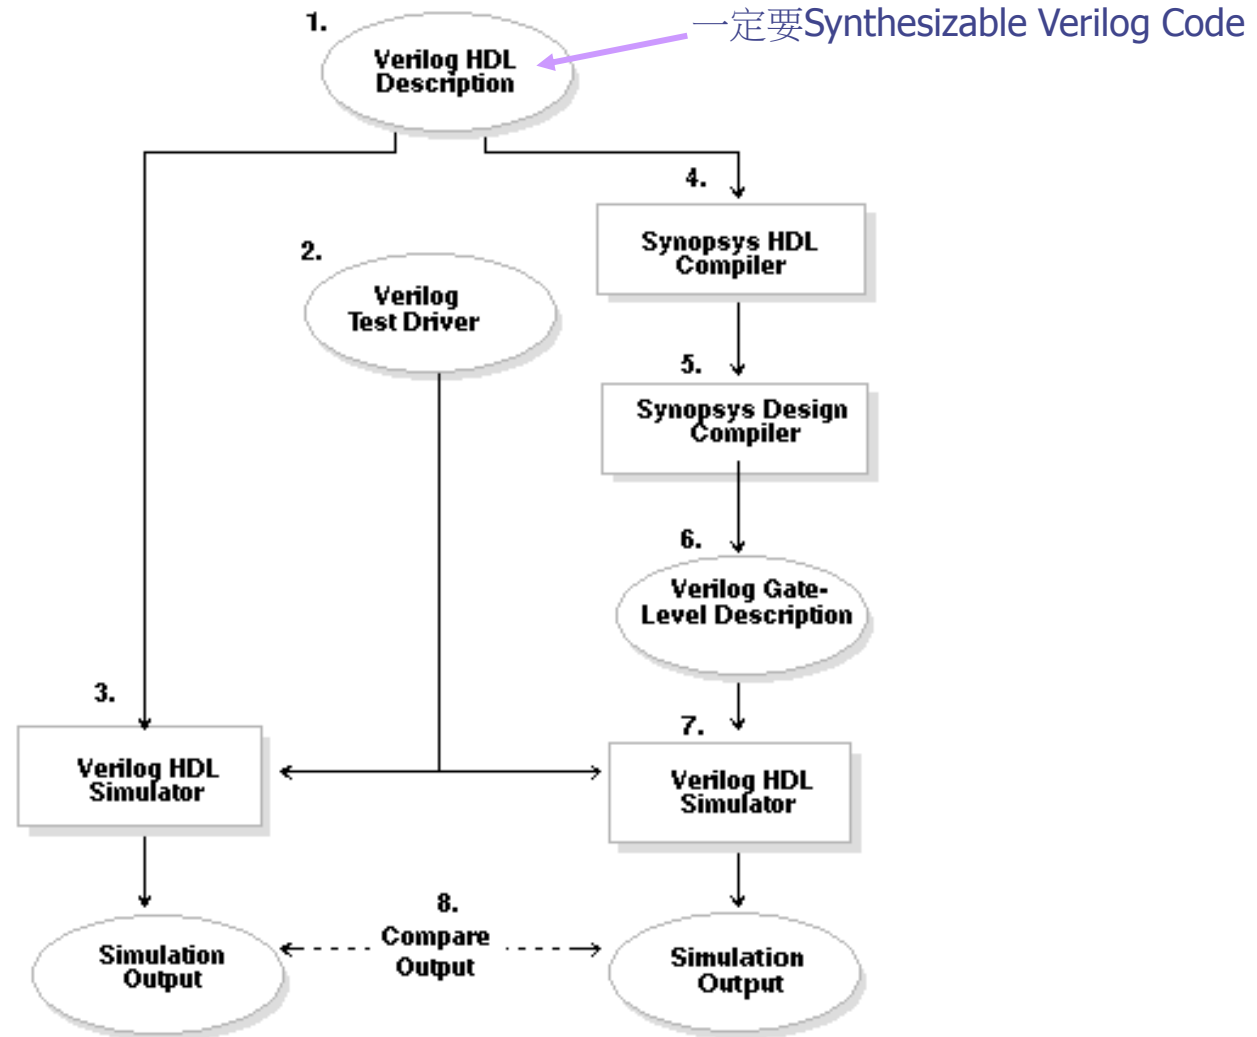 1.
一定要Synthesizable Verilog Code
Verilog HDL
Description
4.
Synopsys HDL
Compiler
2.
Verilog
Test Driver
5.
Synopsys Design
Compiler
6.
Verilog Gate-
Level Description
3.
Verilog HDL
Simulator
7.
Verilog HDL
Simulator
8.
Compare
Output
Simulation
Output
Simulation
Output